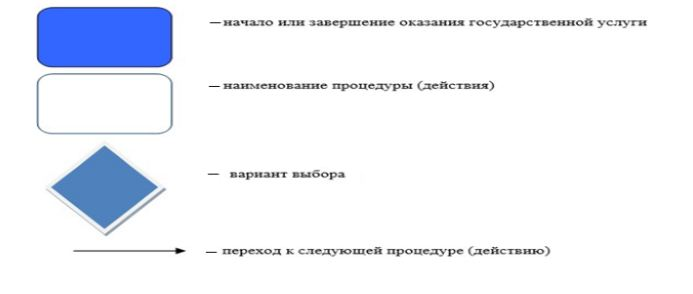 —начало или завершение оказания государственной услуги
—наименование процедуры (действия)
— вариант выбора
— переход к следующей процедуре (действию)